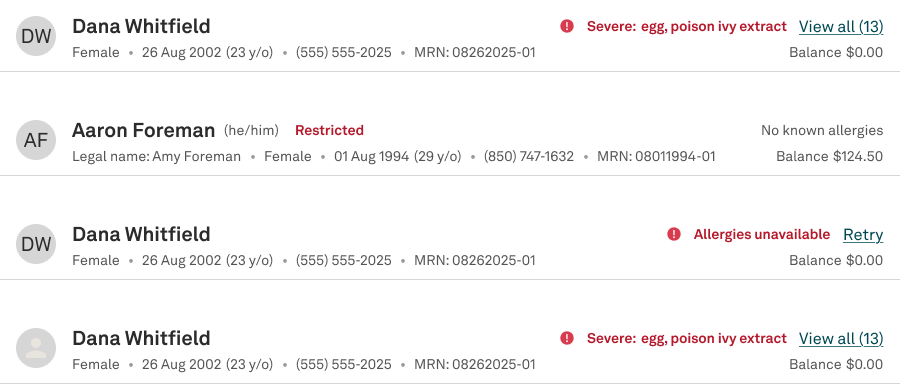 DW Dana Whitfield Severe: egg, poison ivy extract View all (13)
Female • 26 Aug 2002 (23 y/o) • (555) 555-2025 • MRN: 08262025-01 Balance $0.00
AF Aaron Foreman (he/him) Restricted No known allergies
Legal name: Amy Foreman • Female • 01 Aug 1994 (29 y/o) • (850) 747-1632 • MRN: 08011994-01 Balance $124.50
DW Dana Whitfield Allergies unavailable Retry
Female • 26 Aug 2002 (23 y/o) • (555) 555-2025 • MRN: 08262025-01 Balance $0.00
Dana Whitfield Severe: egg, poison ivy extract View all (13)
Female • 26 Aug 2002 (23 y/o) • (555) 555-2025 • MRN: 08262025-01 Balance $0.00